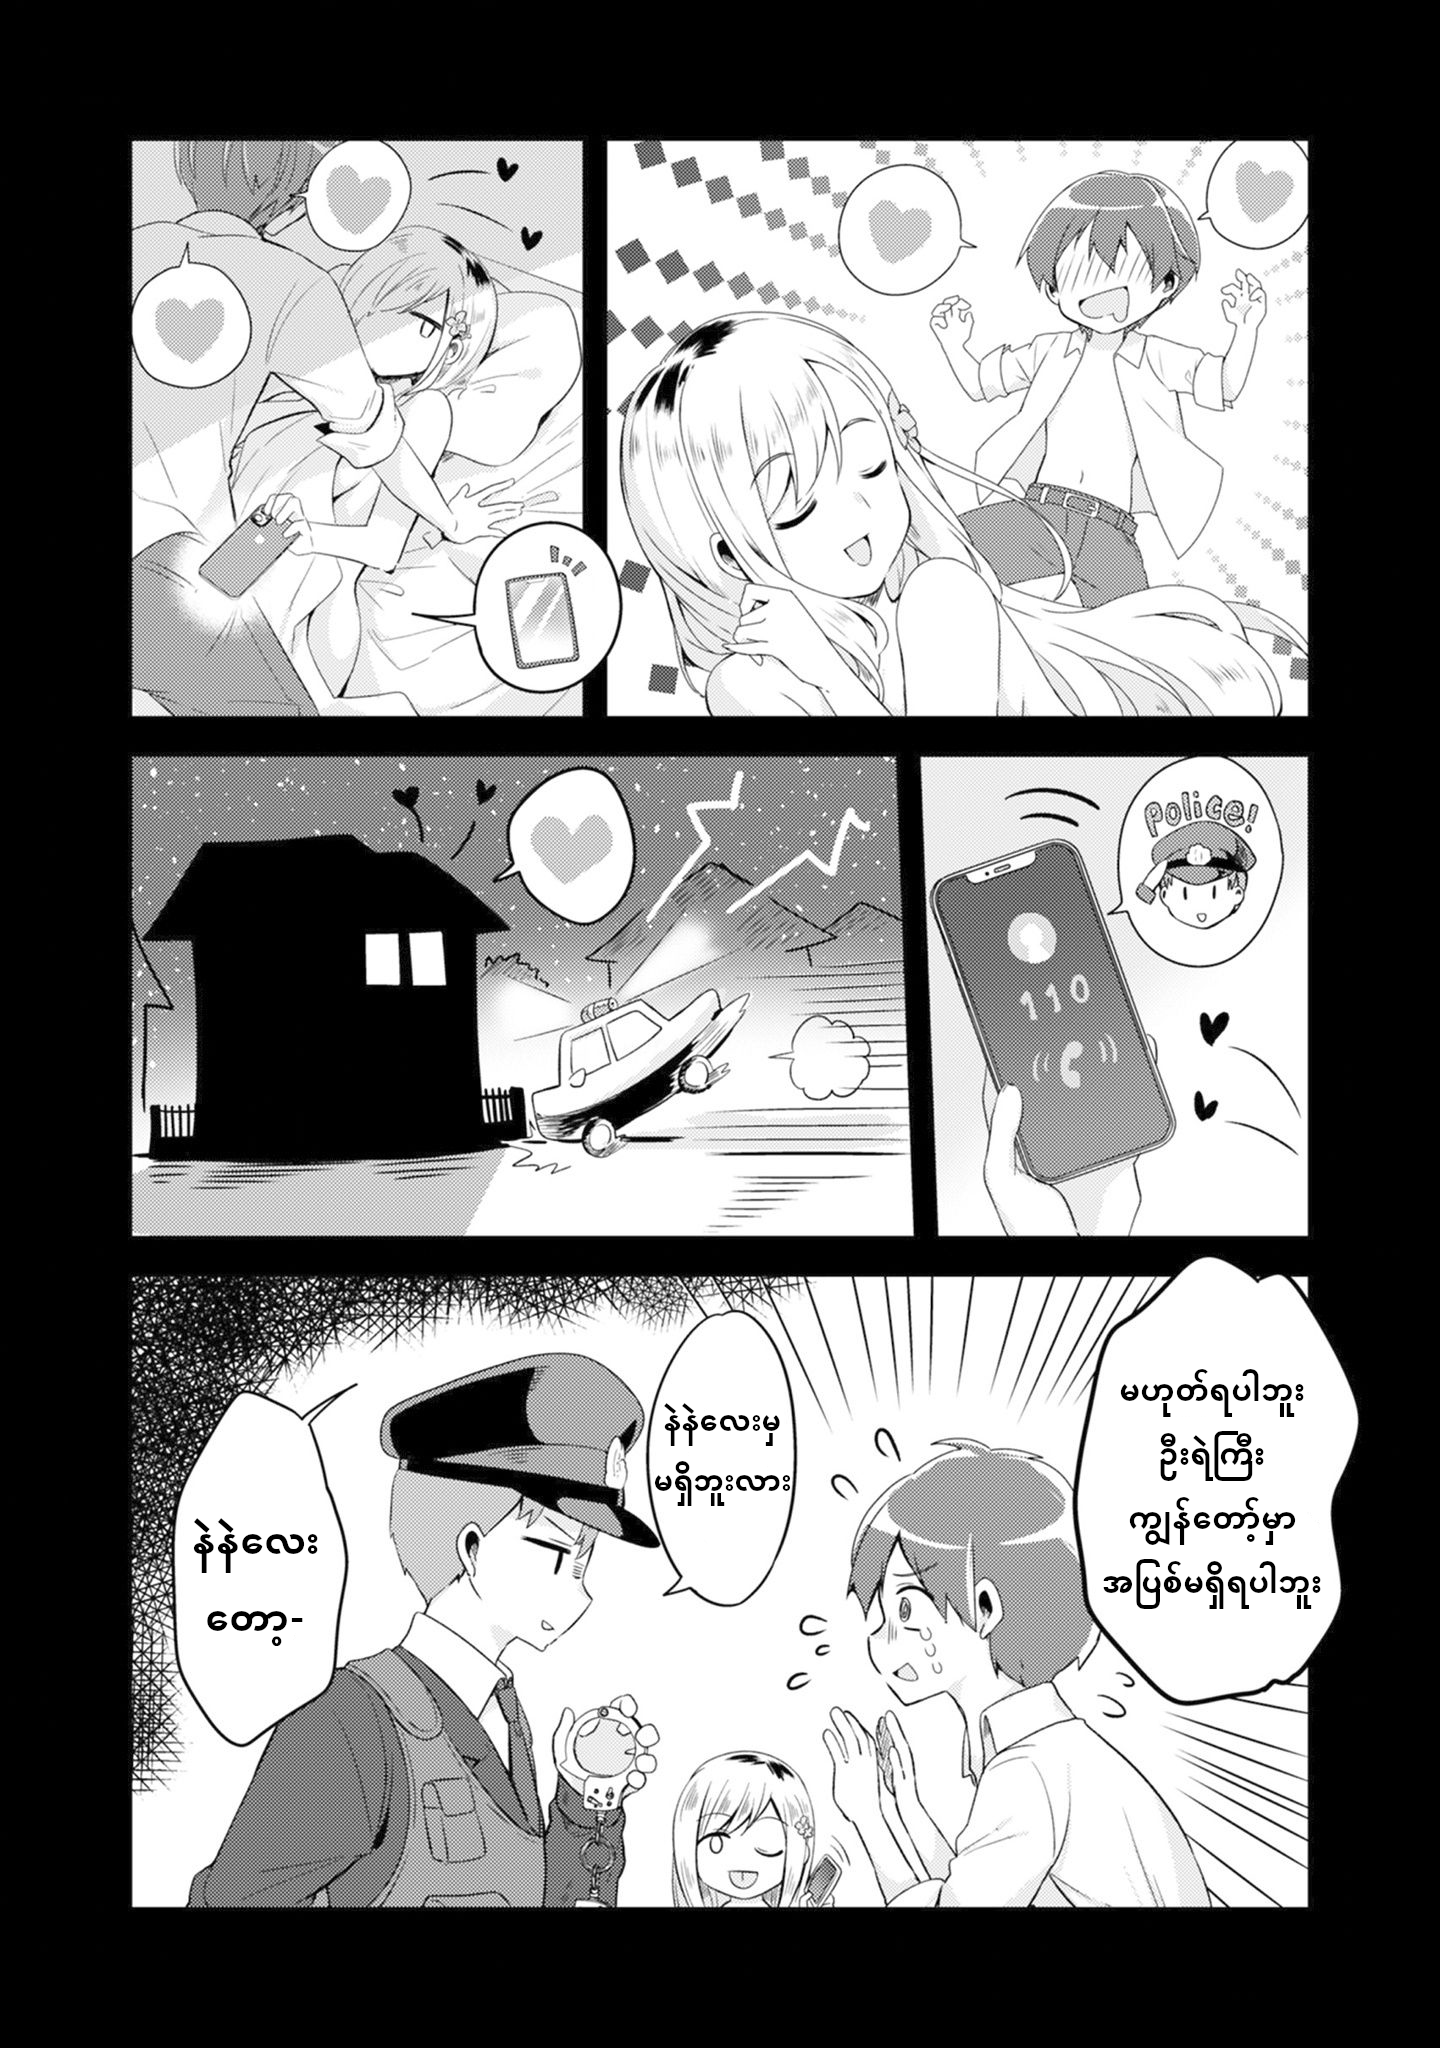 Police!
110
မဟုတ်ရပါဘူး
ဦးရဲကြီး
ကျွန်တော့်မှာ
အပြစ်မရှိရပါဘူး
နဲနဲလေးမှ
မရှိဘူးလား
နဲနဲလေး
တော့-